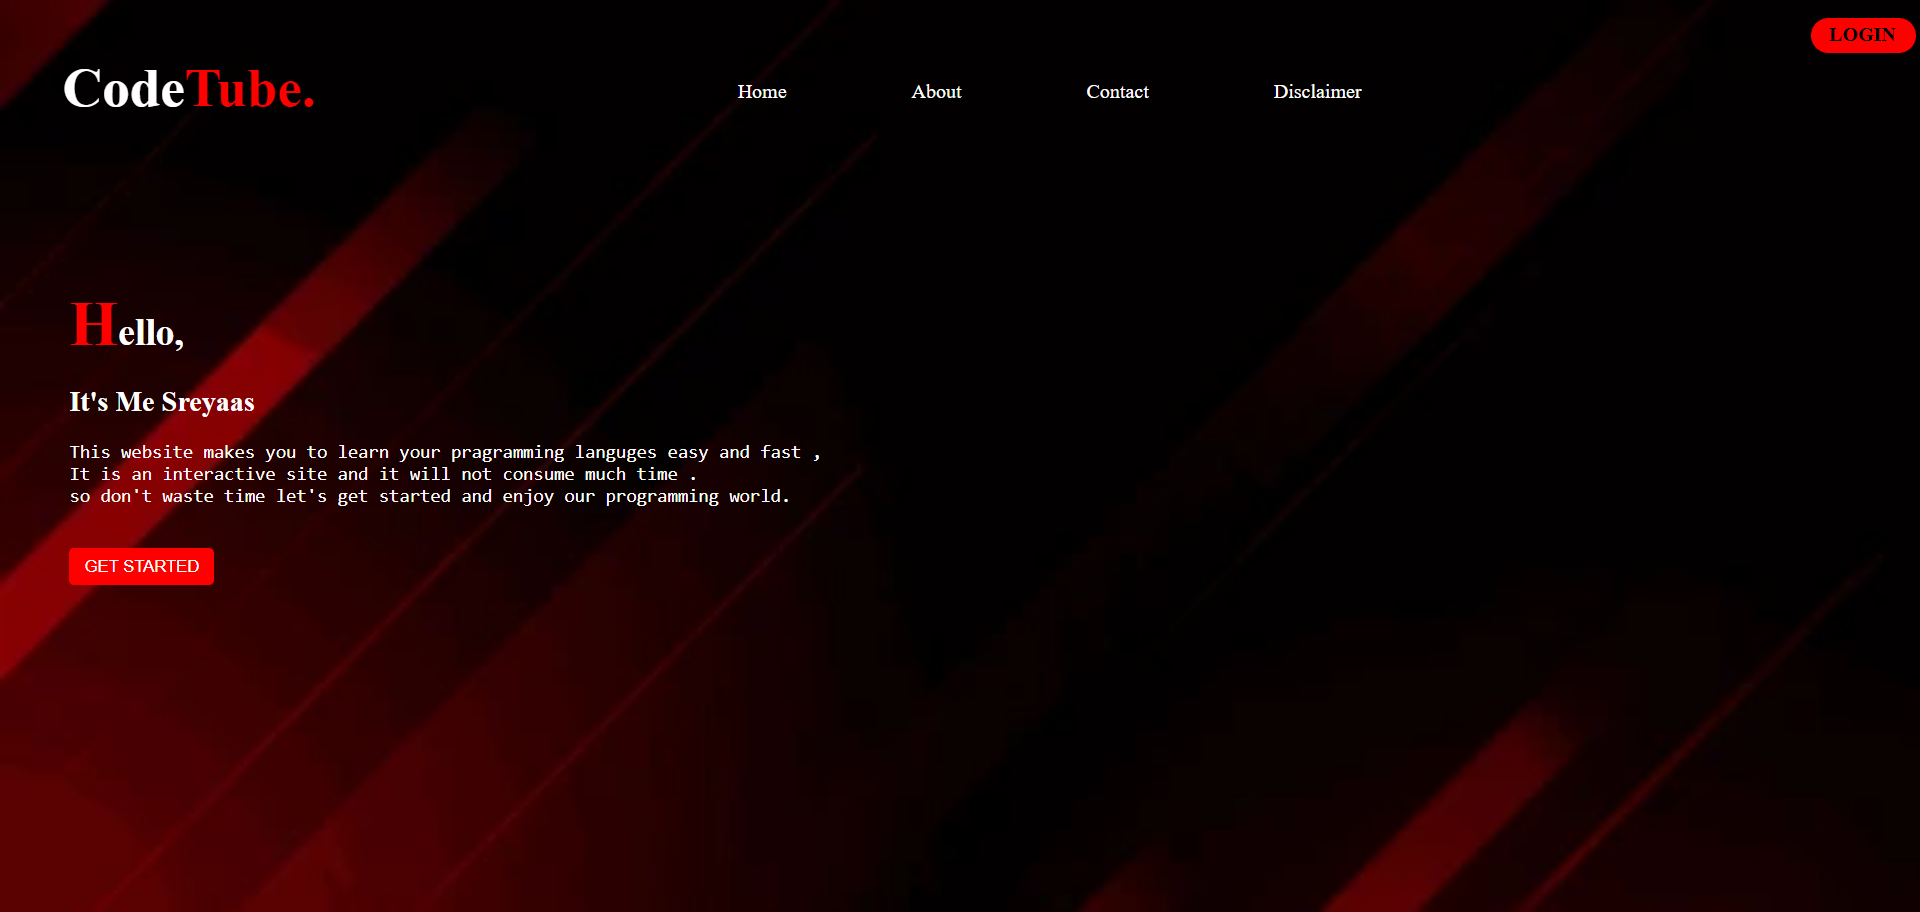 LOGIN
CodeTube.
Home About Contact Disclaimer
Hello,
It's Me Sreyaas
This website makes you to learn your pragramming languges easy and fast ,
It is an interactive site and it will not consume much time .
so don't waste time let's get started and enjoy our programming world.
GET STARTED